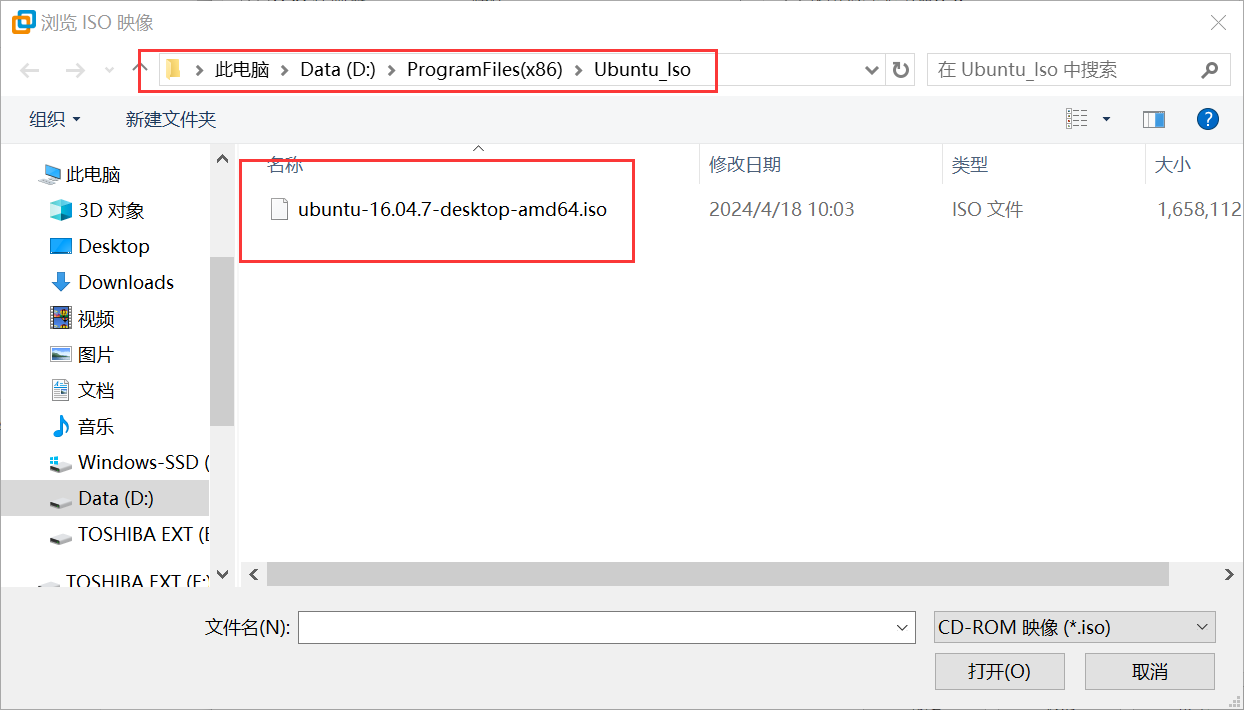 浏览 ISO 映像
此电脑 Data (D:) ProgramFiles(x86) Ubuntu_Iso
在 Ubuntu_Iso 中搜索
组织 新建文件夹
名称 修改日期 类型 大小
ubuntu-16.04.7-desktop-amd64.iso 2024/4/18 10:03 ISO 文件 1,658,112
此电脑
3D 对象
Desktop
Downloads
视频
图片
文档
音乐
Windows-SSD (
Data (D:)
TOSHIBA EXT (E
TOSHIBA EXT (E:)
文件名(N):
CD-ROM 映像 (*.iso)
打开(O) 取消